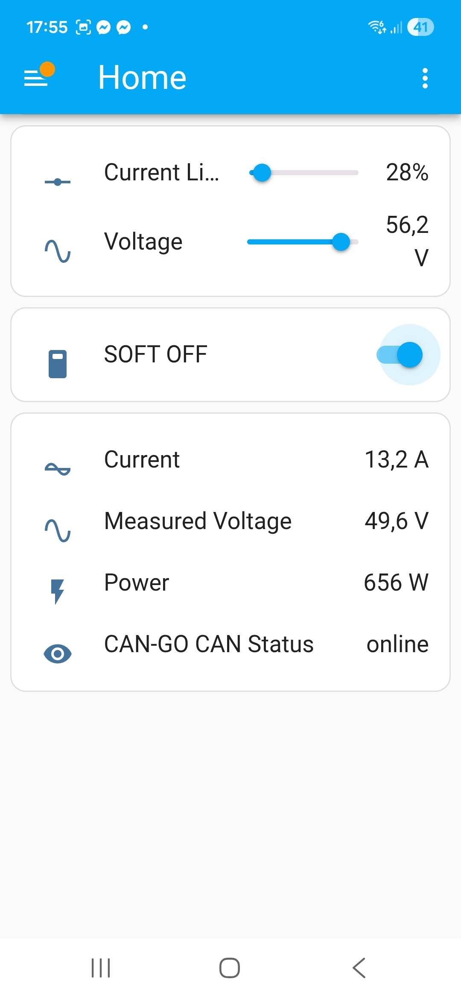 17:55
6
41
Home
Current Li...
28%
Voltage
56,2
V
SOFT OFF
Current
13,2 A
Measured Voltage
49,6 V
Power
656 W
CAN-GO CAN Status
online